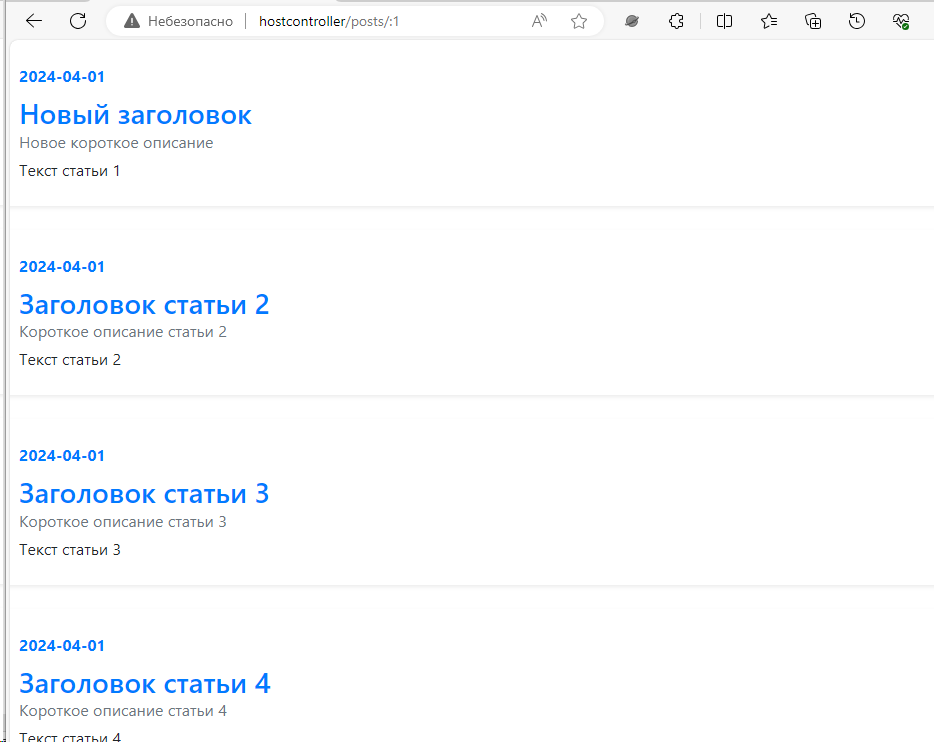 Небезопасно hostcontroller/posts/:1
2024-04-01
Новый заголовок
Новое короткое описание
Текст статьи 1
2024-04-01
Заголовок статьи 2
Короткое описание статьи 2
Текст статьи 2
2024-04-01
Заголовок статьи 3
Короткое описание статьи 3
Текст статьи 3
2024-04-01
Заголовок статьи 4
Короткое описание статьи 4
Текст статьи 4